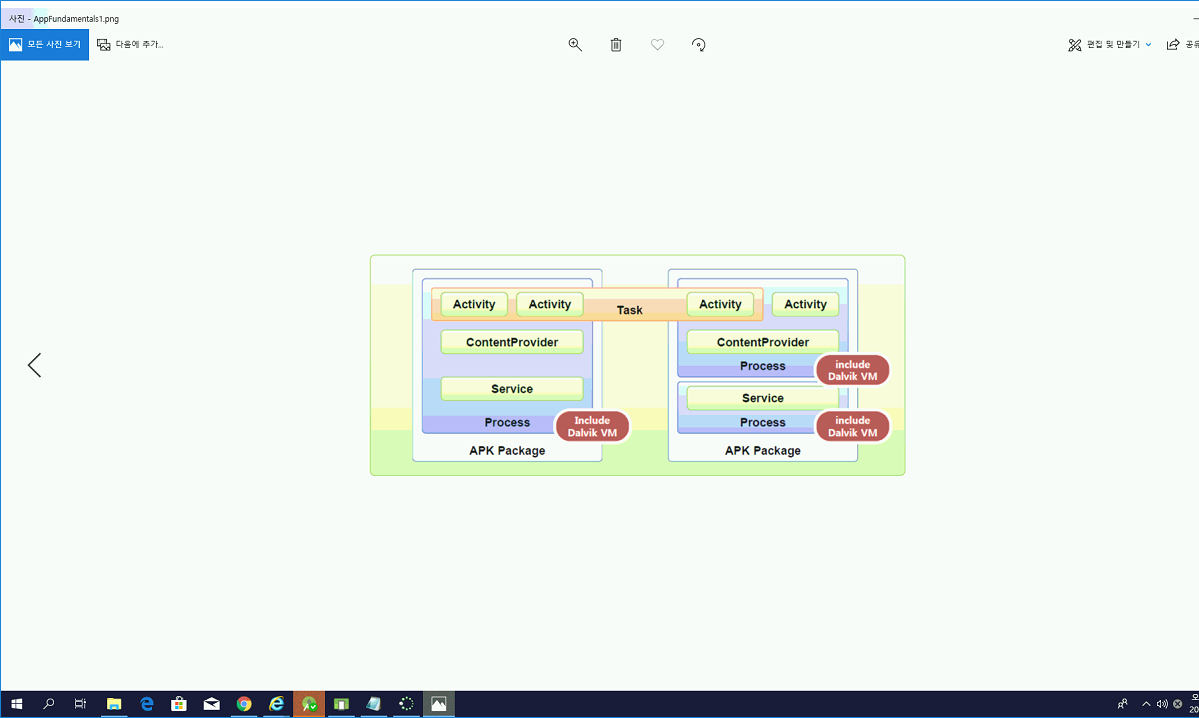 사진 - AppFundamentals1.png
모든 사진 보기
다음에 추가...
편집 및 만들기
공유
Activity
Activity
Task
Activity
Activity
ContentProvider
ContentProvider
Process
include
Dalvik VM
Service
Service
Process
Include
Dalvik VM
Process
include
Dalvik VM
APK Package
APK Package
오
20